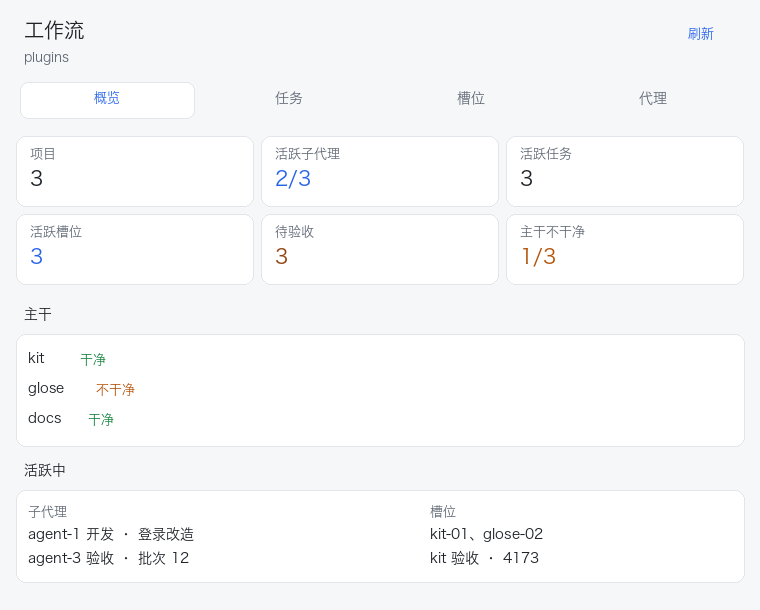 工作流
刷新
plugins
概览
任务
槽位
代理
项目
3
活跃子代理
2/3
活跃任务
3
活跃槽位
3
待验收
3
主干不干净
1/3
主干
kit 干净
glose 不干净
docs 干净
活跃中
子代理
agent-1 开发 · 登录改造
agent-3 验收 · 批次 12
槽位
kit-01、glose-02
kit 验收 · 4173